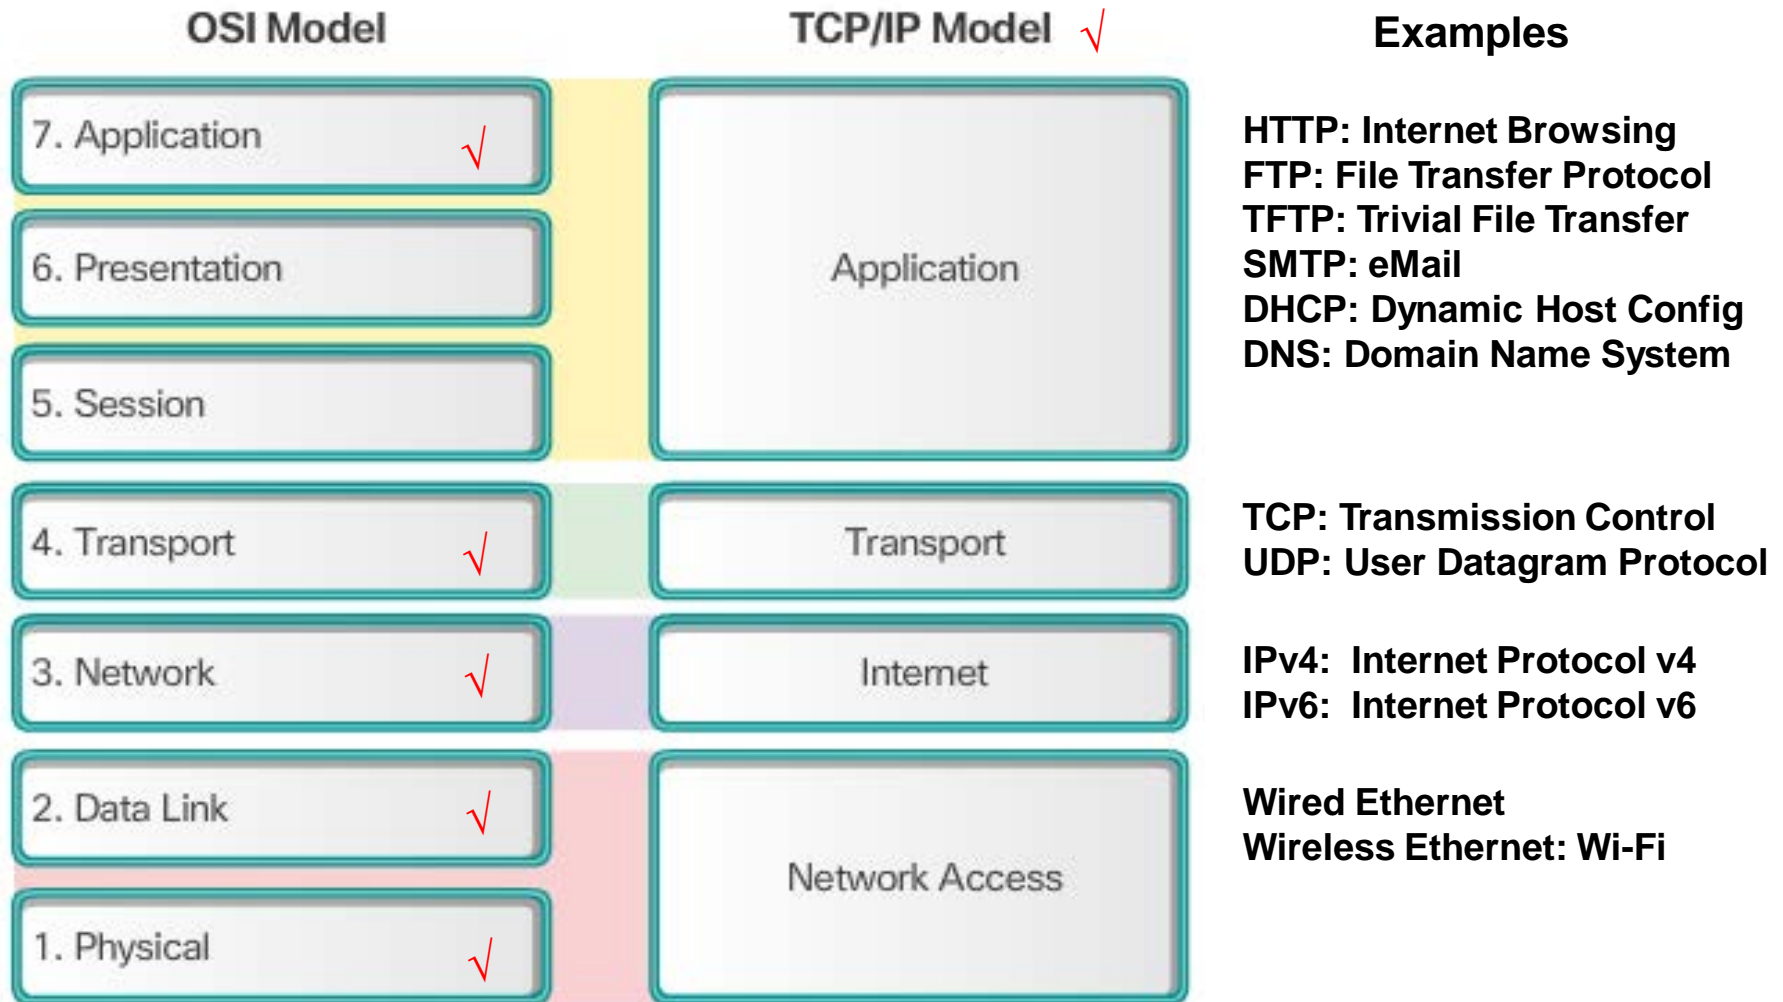 OSI Model
TCP/IP Model √
Examples
7. Application √
6. Presentation
5. Session
Application
HTTP: Internet Browsing
FTP: File Transfer Protocol
TFTP: Trivial File Transfer
SMTP: eMail
DHCP: Dynamic Host Config
DNS: Domain Name System
4. Transport √
Transport
TCP: Transmission Control
UDP: User Datagram Protocol
3. Network √
Internet
IPv4: Internet Protocol v4
IPv6: Internet Protocol v6
2. Data Link √
1. Physical √
Network Access
Wired Ethernet
Wireless Ethernet: Wi-Fi